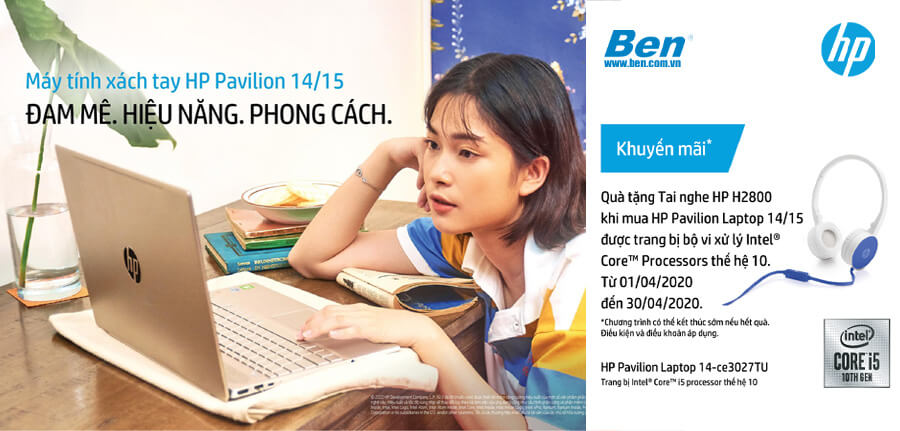 Máy tính xách tay HP Pavilion 14/15
ĐAM MÊ. HIỆU NĂNG. PHONG CÁCH.
hp
Ben®
www.ben.com.vn
hp
Khuyến mãi*
Quà tặng Tai nghe HP H2800
khi mua HP Pavilion Laptop 14/15
được trang bị bộ vi xử lý Intel®
Core™ Processors thế hệ 10.
Từ 01/04/2020
đến 30/04/2020.
*Chương trình có thể kết thúc sớm nếu hết quà.
Điều kiện và điều khoản áp dụng.
HP Pavilion Laptop 14-ce3027TU
Trang bị Intel® Core™ i5 processor thế hệ 10
intel®
CORE i5
10TH GEN